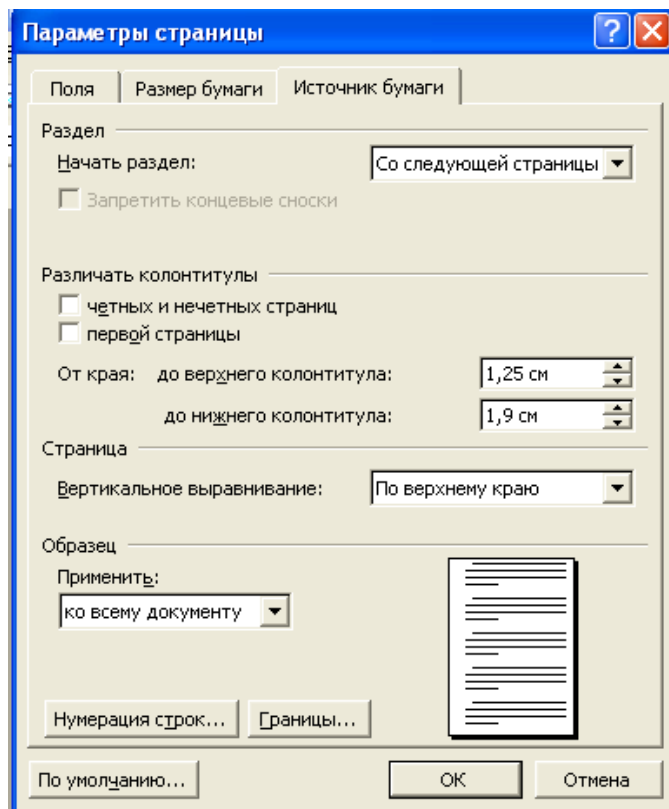 Параметры страницы
Поля Размер бумаги Источник бумаги
Раздел
Начать раздел: Со следующей страницы
Запретить концевые сноски
Различать колонтитулы
четных и нечетных страниц
первой страницы
От края: до верхнего колонтитула: 1,25 см
до нижнего колонтитула: 1,9 см
Страница
Вертикальное выравнивание: По верхнему краю
Образец
Применить:
ко всему документу
Нумерация строк... Границы...
По умолчанию... ОК Отмена